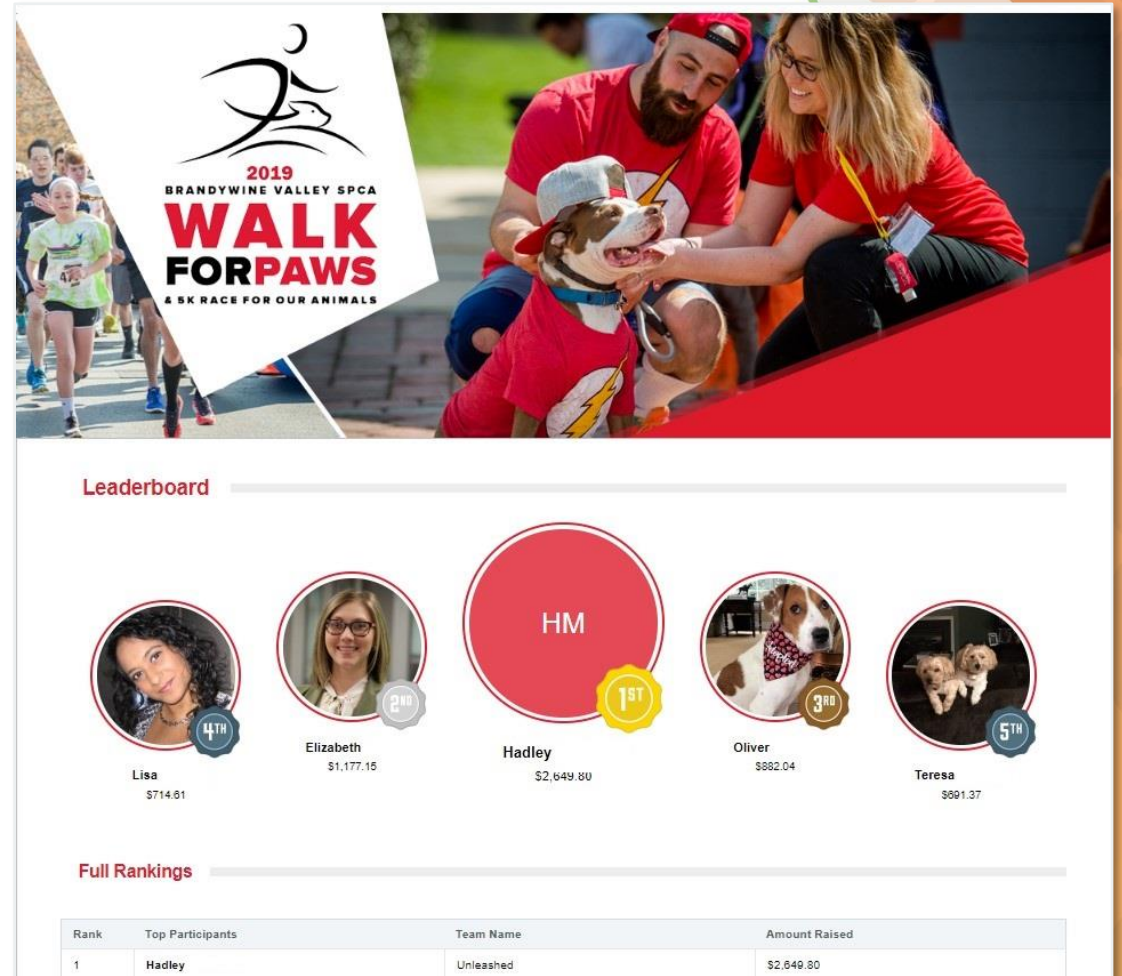 2019
BRANDYWINE VALLEY SPCA
WALK
FORPAWS
& 5K RACE FOR OUR ANIMALS
Leaderboard
HM
4TH
2ND
1ST
3RD
5TH
Lisa
$714.61
Elizabeth
$1,177.15
Hadley
$2,649.80
Oliver
$882.04
Teresa
$691.37
Full Rankings
Rank Top Participants Team Name Amount Raised
1 Hadley Unleashed $2,649.80